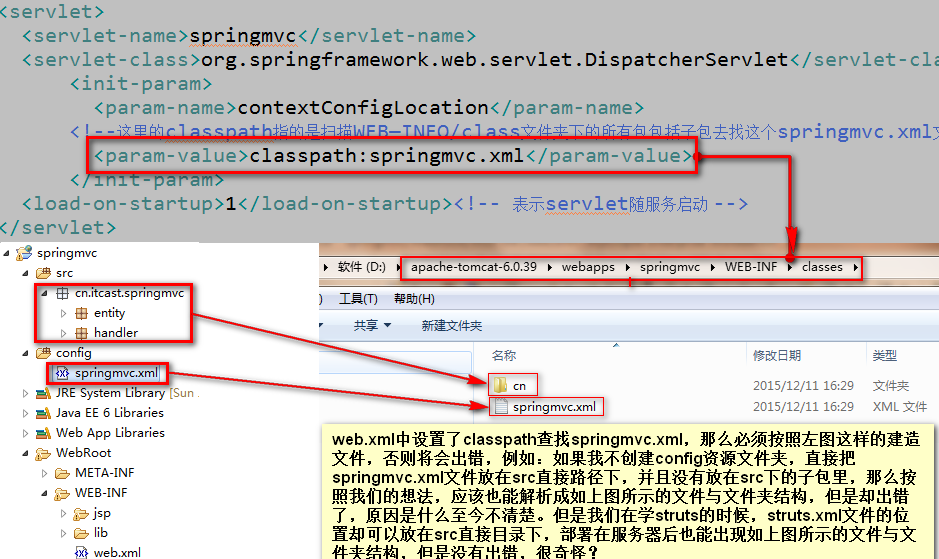 <servlet>
<servlet-name>springmvc</servlet-name>
<servlet-class>org.springframework.web.servlet.DispatcherServlet</servlet-cla
<init-param>
<param-name>contextConfigLocation</param-name>
<!--这里的classpath指的是扫描WEB—INFO/class文件夹下的所有包包括子包去找这个springmvc.xml文
<param-value>classpath:springmvc.xml</param-value>
</init-param>
<load-on-startup>1</load-on-startup><!-- 表示servlet随服务启动 -->
</servlet>
springmvc
src
cn.itcast.springmvc
entity
handler
config
springmvc.xml
JRE System Library [Sun .
Java EE 6 Libraries
Web App Libraries
WebRoot
META-INF
WEB-INF
jsp
lib
web.xml
软件 (D:) apache-tomcat-6.0.39 webapps springmvc WEB-INF classes
) 工具(T) 帮助(H)
共享 新建文件夹
名称 修改日期 类型
cn 2015/12/11 16:29 文件夹
springmvc.xml 2015/12/11 16:29 XML 文件
web.xml中设置了classpath查找springmvc.xml，那么必须按照左图这样的建造
文件，否则将会出错，例如：如果我不创建config资源文件夹，直接把
springmvc.xml文件放在src直接路径下，并且没有放在src下的子包里，那么按
照我们的想法，应该也能解析成如上图所示的文件与文件夹结构，但是却出错
了，原因是什么至今不清楚。但是我们在学struts的时候，struts.xml文件的位
置却可以放在src直接目录下，部署在服务器后也能出现如上图所示的文件与文
件夹结构，但是没有出错，很奇怪？